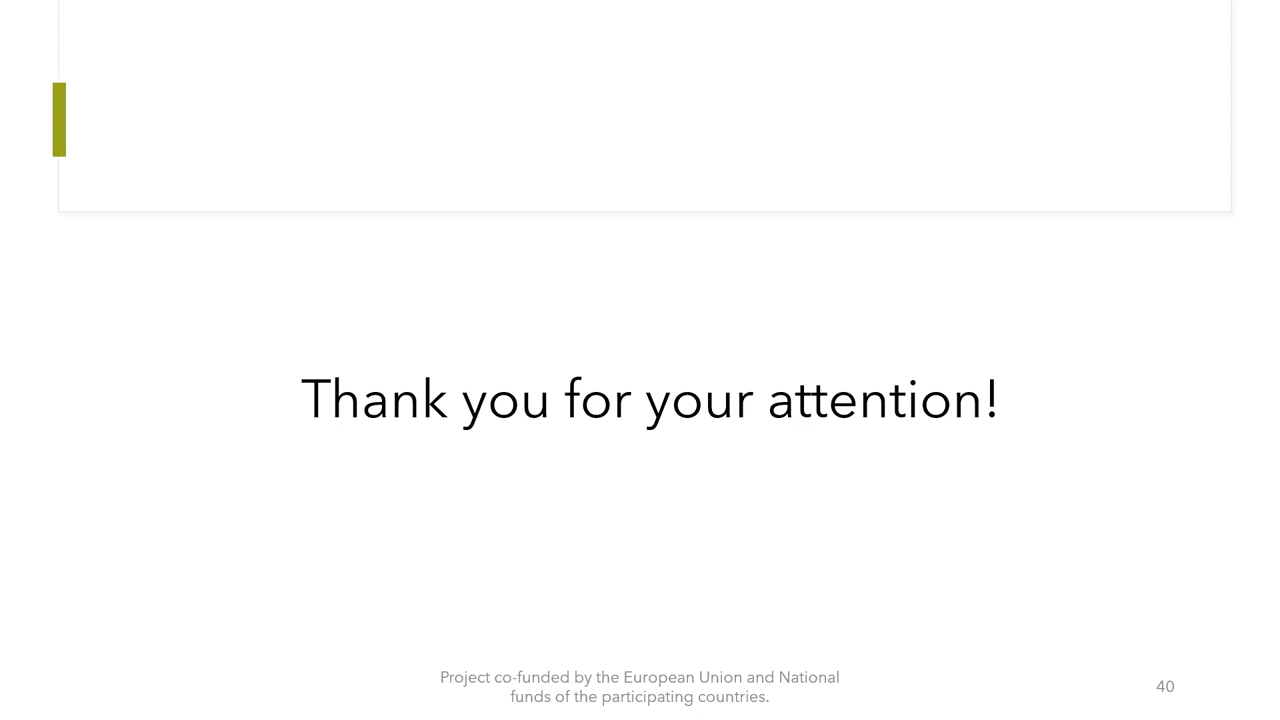 Thank you for your attention!
Project co-funded by the European Union and National
funds of the participating countries.
40